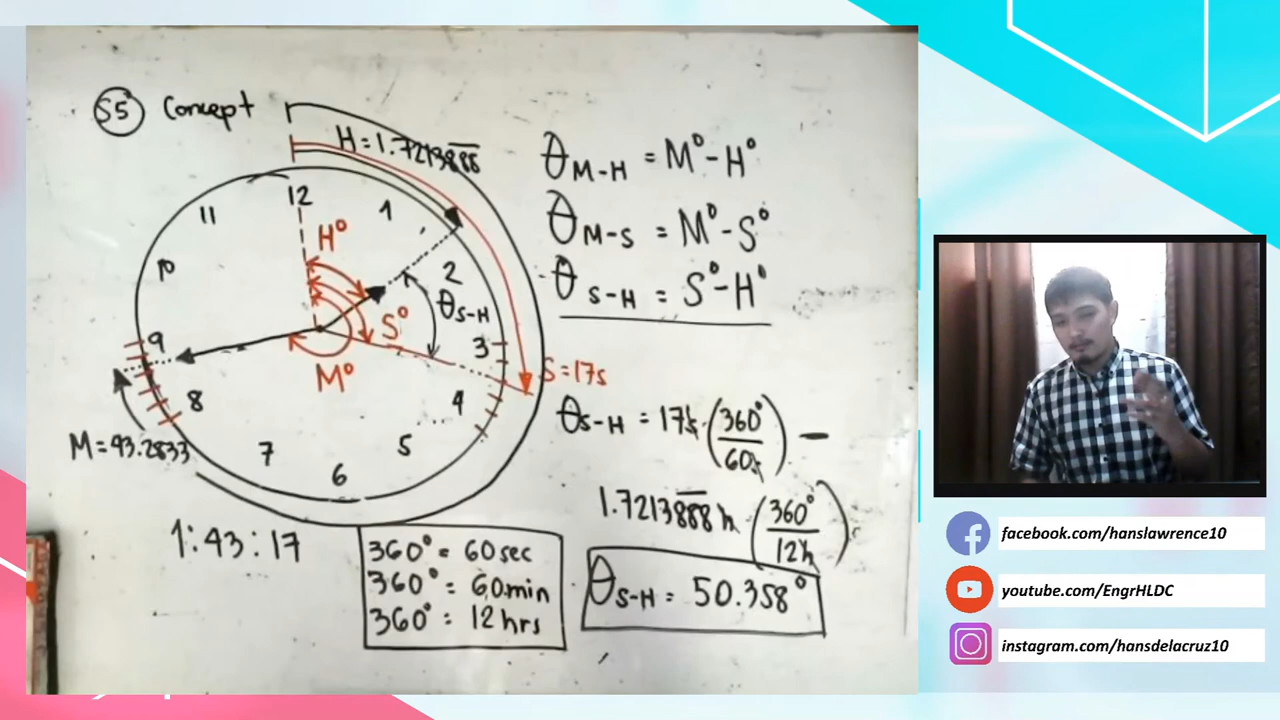 S5 Concept
H = 1.7213888
12
11
1
10
2
9
3
8
4
7
5
6
H°
S°
M°
θS-H
S = 17s
M = 43.2833
1:43:17
360° = 60 sec
360° = 60 min
360° = 12 hrs
θM-H = M° - H°
θM-S = M° - S°
θS-H = S° - H°
θS-H = 17s (360°/60s) -
1.7213888 h (360°/12h)
θS-H = 50.358°
facebook.com/hanslawrence10
youtube.com/EngrHLDC
instagram.com/hansdelacruz10